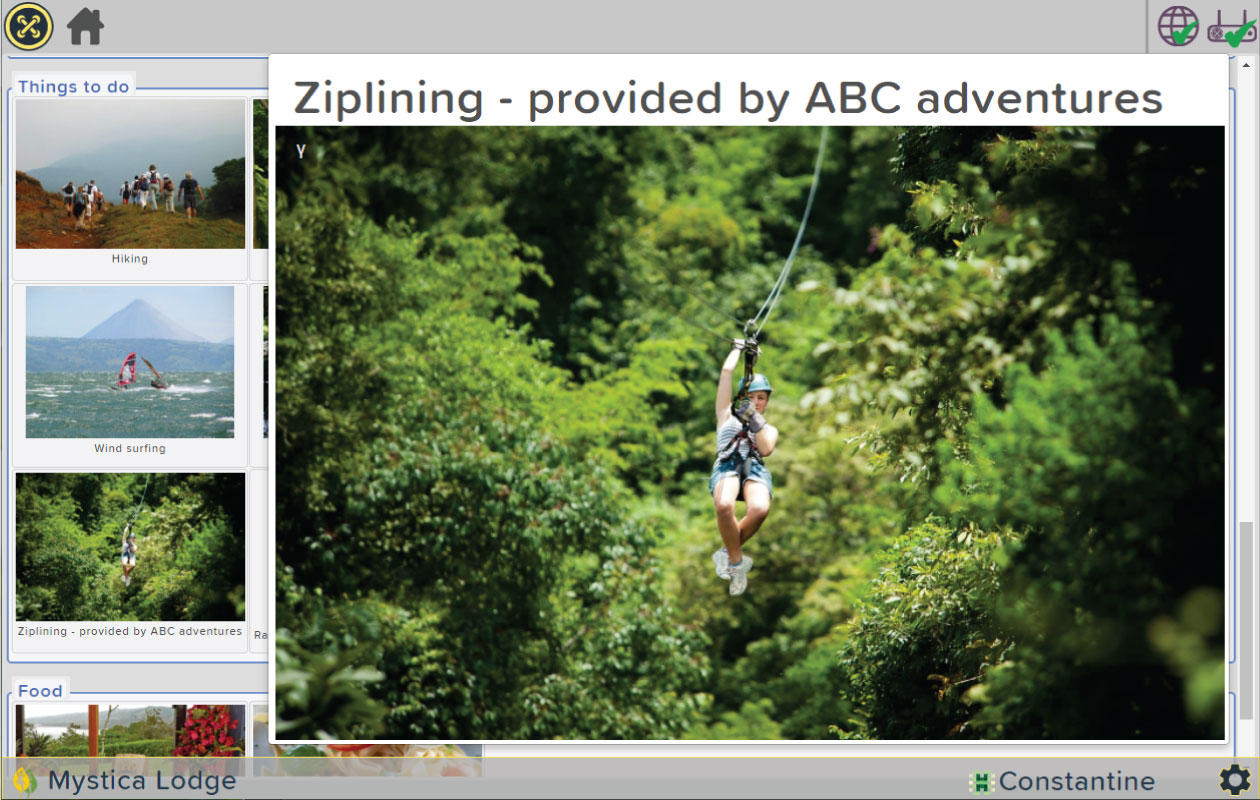 Things to do
Ziplining - provided by ABC adventures
Y
Hiking
Wind surfing
Ziplining - provided by ABC adventures
Ra
Food
Mystica Lodge
H Constantine